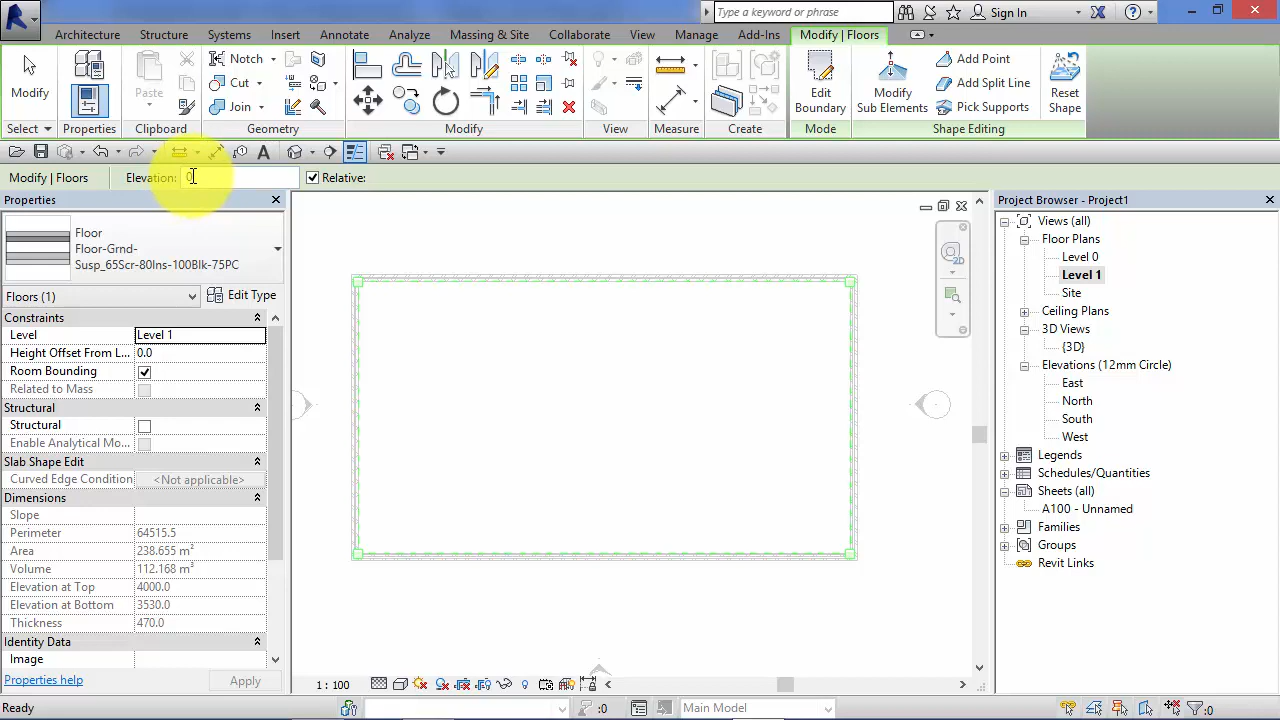 Type a keyword or phrase
Sign In
Architecture Structure Systems Insert Annotate Analyze Massing & Site Collaborate View Manage Add-Ins Modify | Floors
Modify
Paste
Notch
Cut
Join
Edit Boundary
Modify Sub Elements
Add Point
Add Split Line
Pick Supports
Reset Shape
Select Properties Clipboard Geometry Modify View Measure Create Mode Shape Editing
Modify | Floors Elevation: 0 Relative:
Properties
Floor
Floor-Grnd-
Susp_65Scr-80Ins-100Blk-75PC
Floors (1) Edit Type
Constraints
Level Level 1
Height Offset From L... 0.0
Room Bounding
Related to Mass
Structural
Structural
Enable Analytical Mo...
Slab Shape Edit
Curved Edge Condition <Not applicable>
Dimensions
Slope
Perimeter 64515.5
Area 238.655 m²
Volume 112.168 m³
Elevation at Top 4000.0
Elevation at Bottom 3530.0
Thickness 470.0
Identity Data
Image
Properties help Apply
2D
1 : 100
Project Browser - Project1
Views (all)
Floor Plans
Level 0
Level 1
Site
Ceiling Plans
3D Views
{3D}
Elevations (12mm Circle)
East
North
South
West
Legends
Schedules/Quantities
Sheets (all)
A100 - Unnamed
Families
Groups
Revit Links
Ready :0 Main Model :0